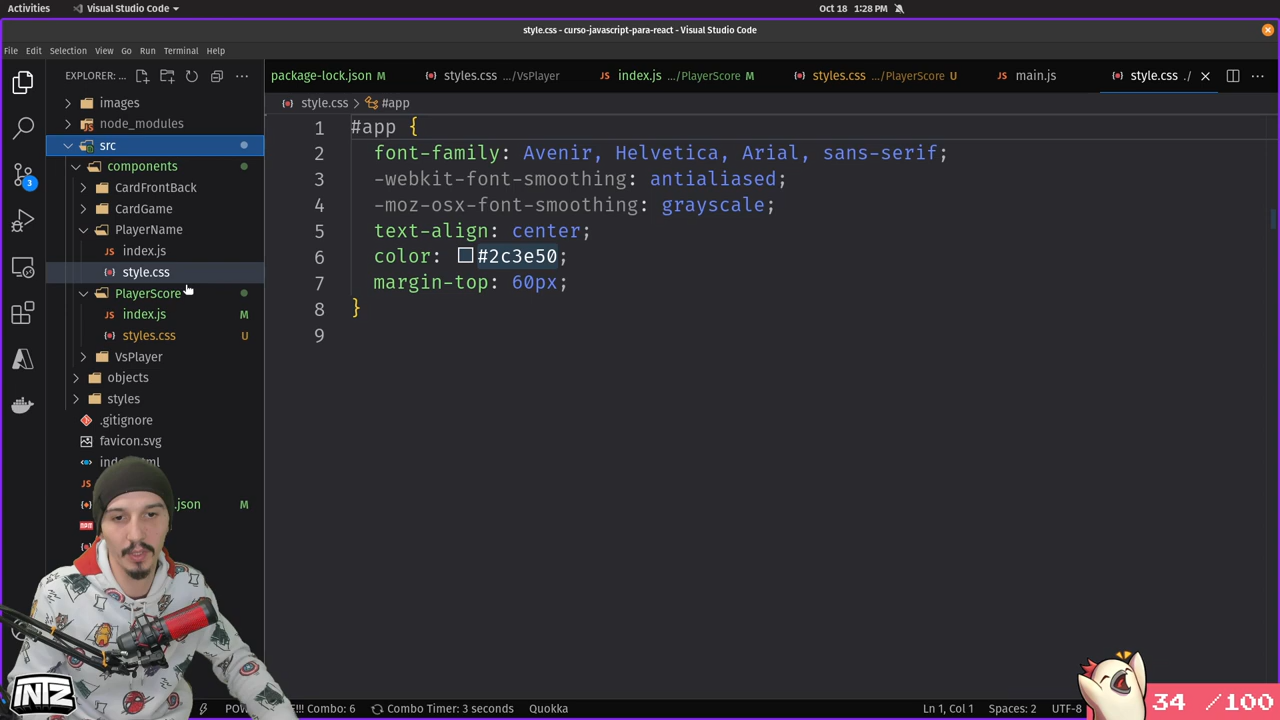 Activities
Visual Studio Code
Oct 18 1:28 PM
style.css - curso-javascript-para-react - Visual Studio Code
File Edit Selection View Go Run Terminal Help
EXPLORER: ...
package-lock.json M
styles.css .../VsPlayer
index.js .../PlayerScore M
styles.css .../PlayerScore U
main.js
style.css ./
style.css > #app
images
node_modules
src
components
CardFrontBack
CardGame
PlayerName
index.js
style.css
PlayerScore
index.js M
styles.css U
VsPlayer
objects
styles
.gitignore
favicon.svg
.json M
3
1 #app {
2 font-family: Avenir, Helvetica, Arial, sans-serif;
3 -webkit-font-smoothing: antialiased;
4 -moz-osx-font-smoothing: grayscale;
5 text-align: center;
6 color: #2c3e50;
7 margin-top: 60px;
8 }
9
INTZ
Combo: 6
Combo Timer: 3 seconds
Quokka
Ln 1, Col 1
Spaces: 2
UTF-8
34 /100